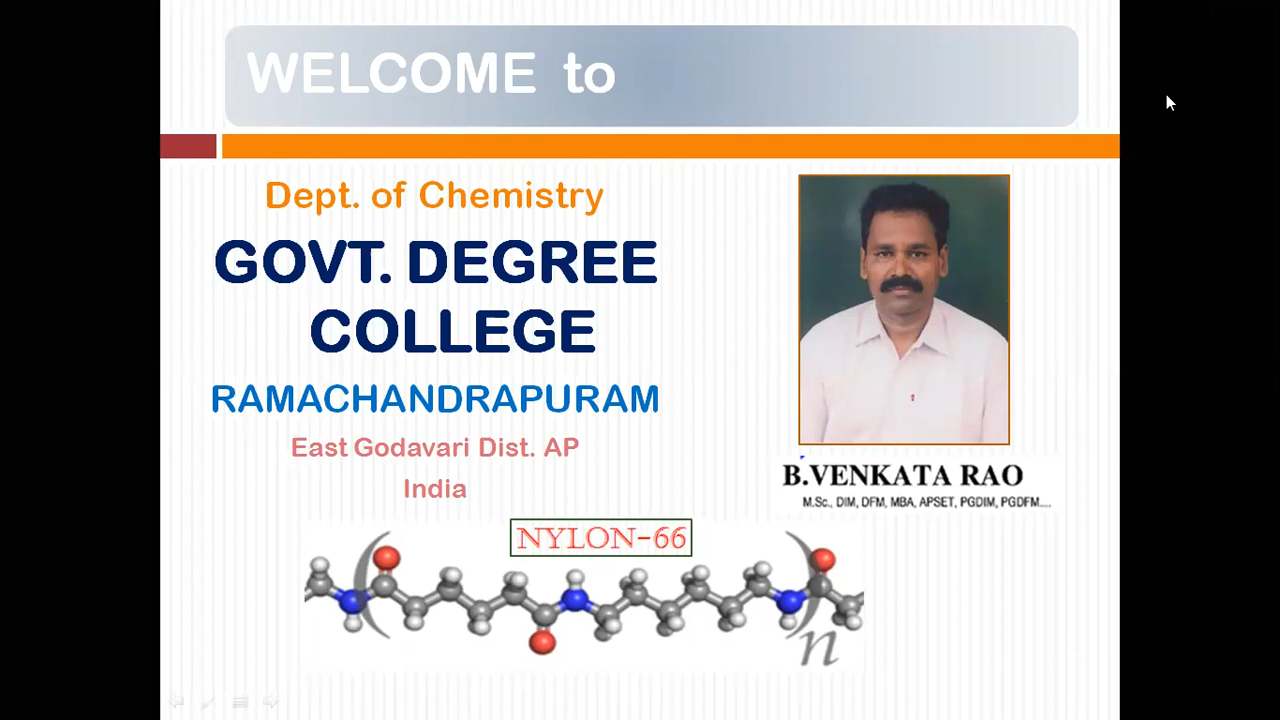 WELCOME to
Dept. of Chemistry
GOVT. DEGREE
COLLEGE
RAMACHANDRAPURAM
East Godavari Dist. AP
India
B.VENKATA RAO
M.Sc., DIM, DFM, MBA, APSET, PGDIM, PGDFM....
NYLON-66
n